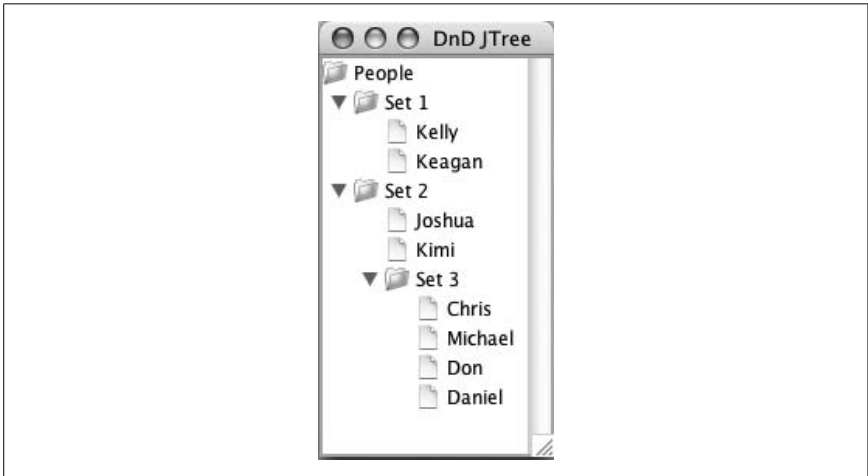 DnD JTree
People
Set 1
Kelly
Keagan
Set 2
Joshua
Kimi
Set 3
Chris
Michael
Don
Daniel